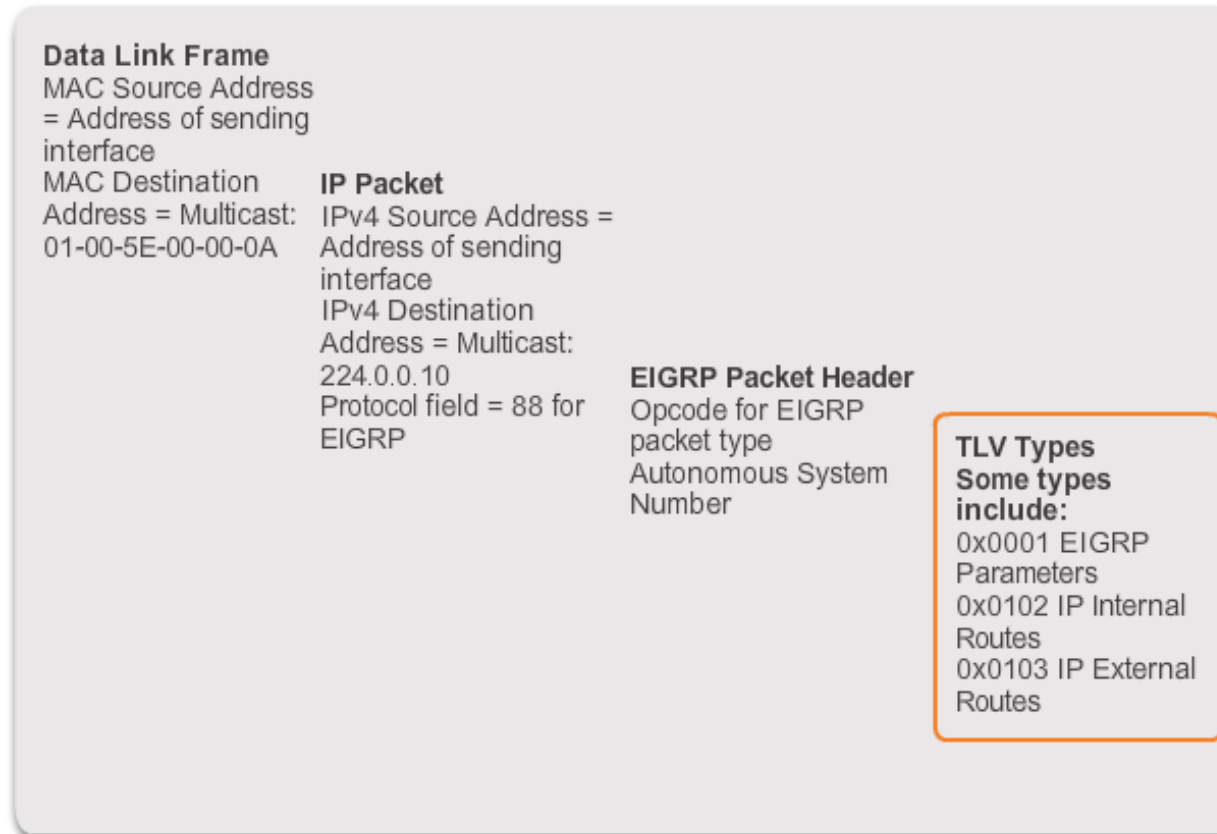 Data Link Frame
MAC Source Address
= Address of sending
interface
MAC Destination
Address = Multicast:
01-00-5E-00-00-0A
IP Packet
IPv4 Source Address =
Address of sending
interface
IPv4 Destination
Address = Multicast:
224.0.0.10
Protocol field = 88 for
EIGRP
EIGRP Packet Header
Opcode for EIGRP
packet type
Autonomous System
Number
TLV Types
Some types
include:
0x0001 EIGRP
Parameters
0x0102 IP Internal
Routes
0x0103 IP External
Routes